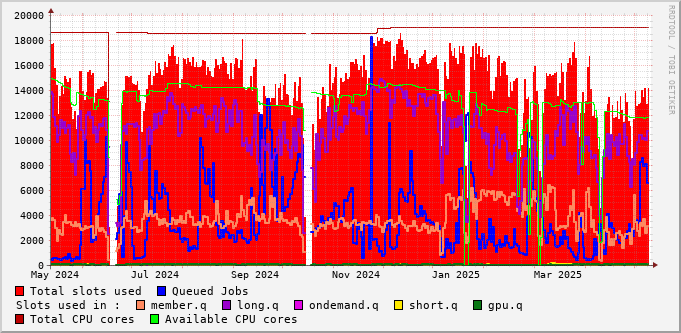 20000
18000
16000
14000
12000
10000
8000
6000
4000
2000
0
May 2024 Jul 2024 Sep 2024 Nov 2024 Jan 2025 Mar 2025
RRDTOOL / TOBI OETIKER
Total slots used Queued Jobs
Slots used in : member.q long.q ondemand.q short.q gpu.q
Total CPU cores Available CPU cores